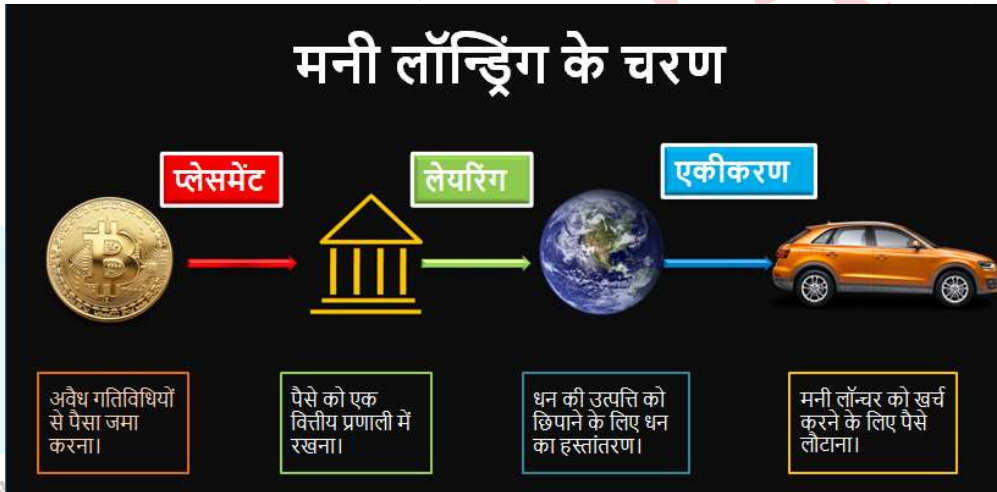 मनी लॉन्ड्रिंग के चरण
प्लेसमेंट
लेयरिंग
एकीकरण
अवैध गतिविधियों
से पैसा जमा
करना।
पैसे को एक
वित्तीय प्रणाली में
रखना।
धन की उत्पत्ति को
छिपाने के लिए धन
का हस्तांतरण।
मनी लॉन्चर को खर्च
करने के लिए पैसे
लौटाना।